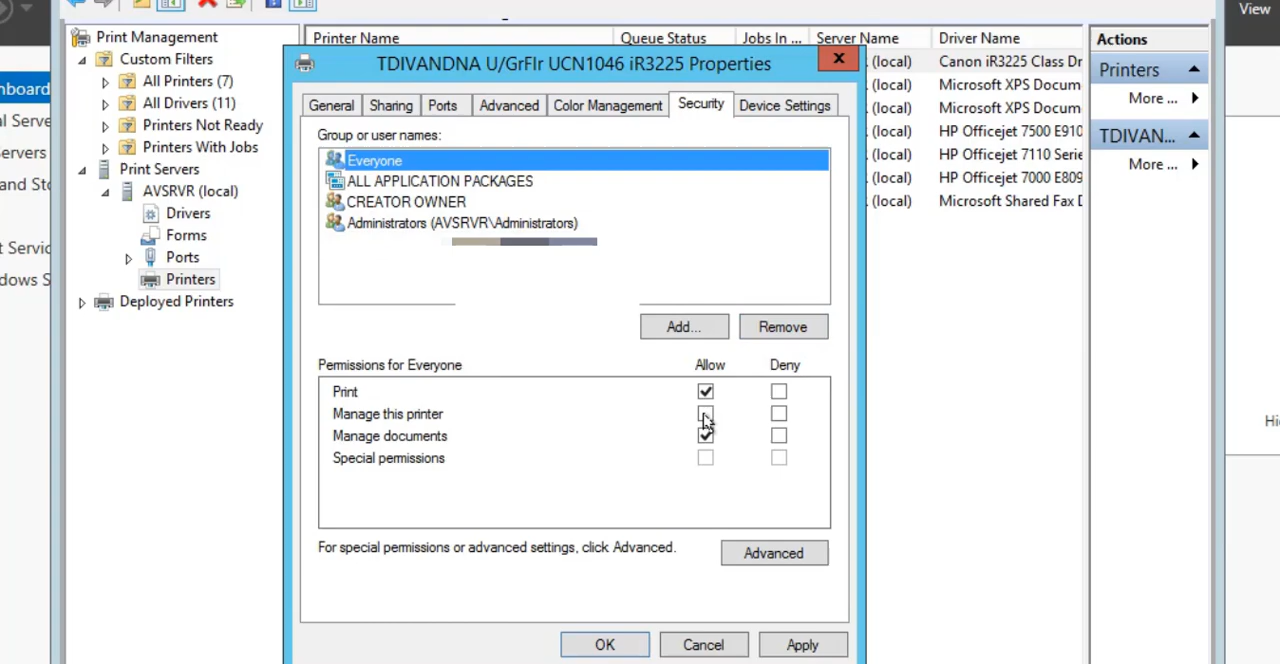 View
Print Management
Custom Filters
All Printers (7)
All Drivers (11)
Printers Not Ready
Printers With Jobs
Print Servers
AVSRVR (local)
Drivers
Forms
Ports
Printers
Deployed Printers
Printer Name
Queue Status
Jobs In ...
Server Name
Driver Name
(local) Canon iR3225 Class Dr
(local) Microsoft XPS Docum
(local) Microsoft XPS Docum
(local) HP Officejet 7500 E910
(local) HP Officejet 7110 Serie
(local) HP Officejet 7000 E809
(local) Microsoft Shared Fax D
Actions
Printers
More ...
TDIVAN...
More ...
TDIVANDNA U/GrFlr UCN1046 iR3225 Properties
General
Sharing
Ports
Advanced
Color Management
Security
Device Settings
Group or user names:
Everyone
ALL APPLICATION PACKAGES
CREATOR OWNER
Administrators (AVSRVR\Administrators)
Add...
Remove
Permissions for Everyone
Allow
Deny
Print
Manage this printer
Manage documents
Special permissions
For special permissions or advanced settings, click Advanced.
Advanced
OK
Cancel
Apply